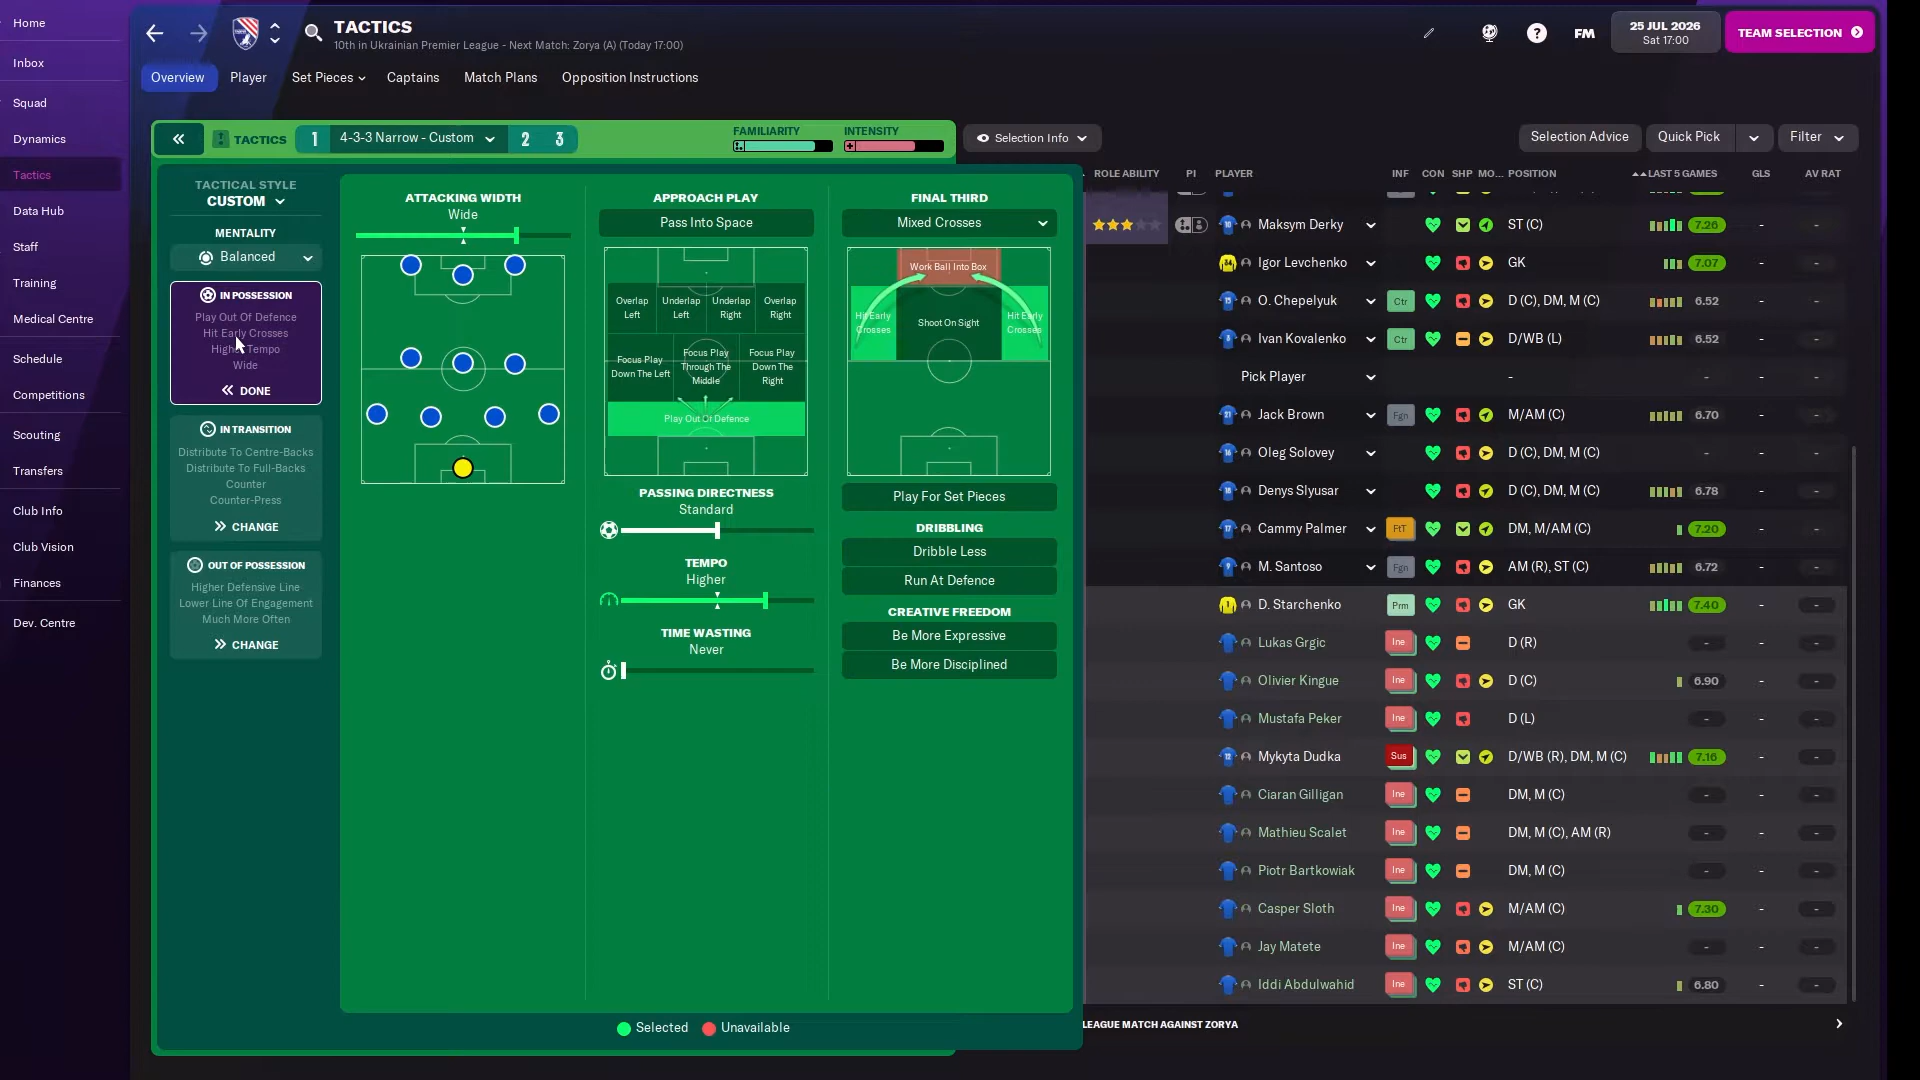 Home
Inbox
Squad
Dynamics
Tactics
Data Hub
Staff
Training
Medical Centre
Schedule
Competitions
Scouting
Transfers
Club Info
Club Vision
Finances
Dev. Centre
TACTICS
10th in Ukrainian Premier League - Next Match: Zorya (A) (Today 17:00)
FM
25 JUL 2026
Sat 17:00
TEAM SELECTION
Overview
Player
Set Pieces
Captains
Match Plans
Opposition Instructions
TACTICS
1
4-3-3 Narrow - Custom
2
3
FAMILIARITY
INTENSITY
Selection Info
Selection Advice
Quick Pick
Filter
TACTICAL STYLE
CUSTOM
MENTALITY
Balanced
IN POSSESSION
Play Out Of Defence
Hit Early Crosses
Higher Tempo
Wide
DONE
IN TRANSITION
Distribute To Centre-Backs
Distribute To Full-Backs
Counter
Counter-Press
CHANGE
OUT OF POSSESSION
Higher Defensive Line
Lower Line Of Engagement
Much More Often
CHANGE
ATTACKING WIDTH
Wide
APPROACH PLAY
Pass Into Space
Overlap Left
Underlap Left
Underlap Right
Overlap Right
Focus Play Down The Left
Focus Play Through The Middle
Focus Play Down The Right
Play Out Of Defence
PASSING DIRECTNESS
Standard
TEMPO
Higher
TIME WASTING
Never
FINAL THIRD
Mixed Crosses
Work Ball Into Box
Hit Early Crosses
Shoot On Sight
Hit Early Crosses
Play For Set Pieces
DRIBBLING
Dribble Less
Run At Defence
CREATIVE FREEDOM
Be More Expressive
Be More Disciplined
Selected
Unavailable
ROLE ABILITY PI PLAYER INF CON SHP MO... POSITION LAST 5 GAMES GLS AV RAT
Maksym Derky ST (C) 7.26 - -
Igor Levchenko GK 7.07 - -
O. Chepelyuk Ctr D (C), DM, M (C) 6.52 - -
Ivan Kovalenko Ctr D/WB (L) 6.52 - -
Pick Player - - - -
Jack Brown Fgn M/AM (C) 6.70 - -
Oleg Solovey D (C), DM, M (C) - - -
Denys Slyusar D (C), DM, M (C) 6.78 - -
Cammy Palmer FtT DM, M/AM (C) 7.20 - -
M. Santoso Fgn AM (R), ST (C) 6.72 - -
D. Starchenko Prm GK 7.40 - -
Lukas Grgic Ine D (R) - - -
Olivier Kingue Ine D (C) 6.90 - -
Mustafa Peker Ine D (L) - - -
Mykyta Dudka Sus D/WB (R), DM, M (C) 7.16 - -
Ciaran Gilligan Ine DM, M (C) - - -
Mathieu Scalet Ine DM, M (C), AM (R) - - -
Piotr Bartkowiak Ine DM, M (C) - - -
Casper Sloth Ine M/AM (C) 7.30 - -
Jay Matete Ine M/AM (C) - - -
Iddi Abdulwahid Ine ST (C) 6.80 - -
LEAGUE MATCH AGAINST ZORYA